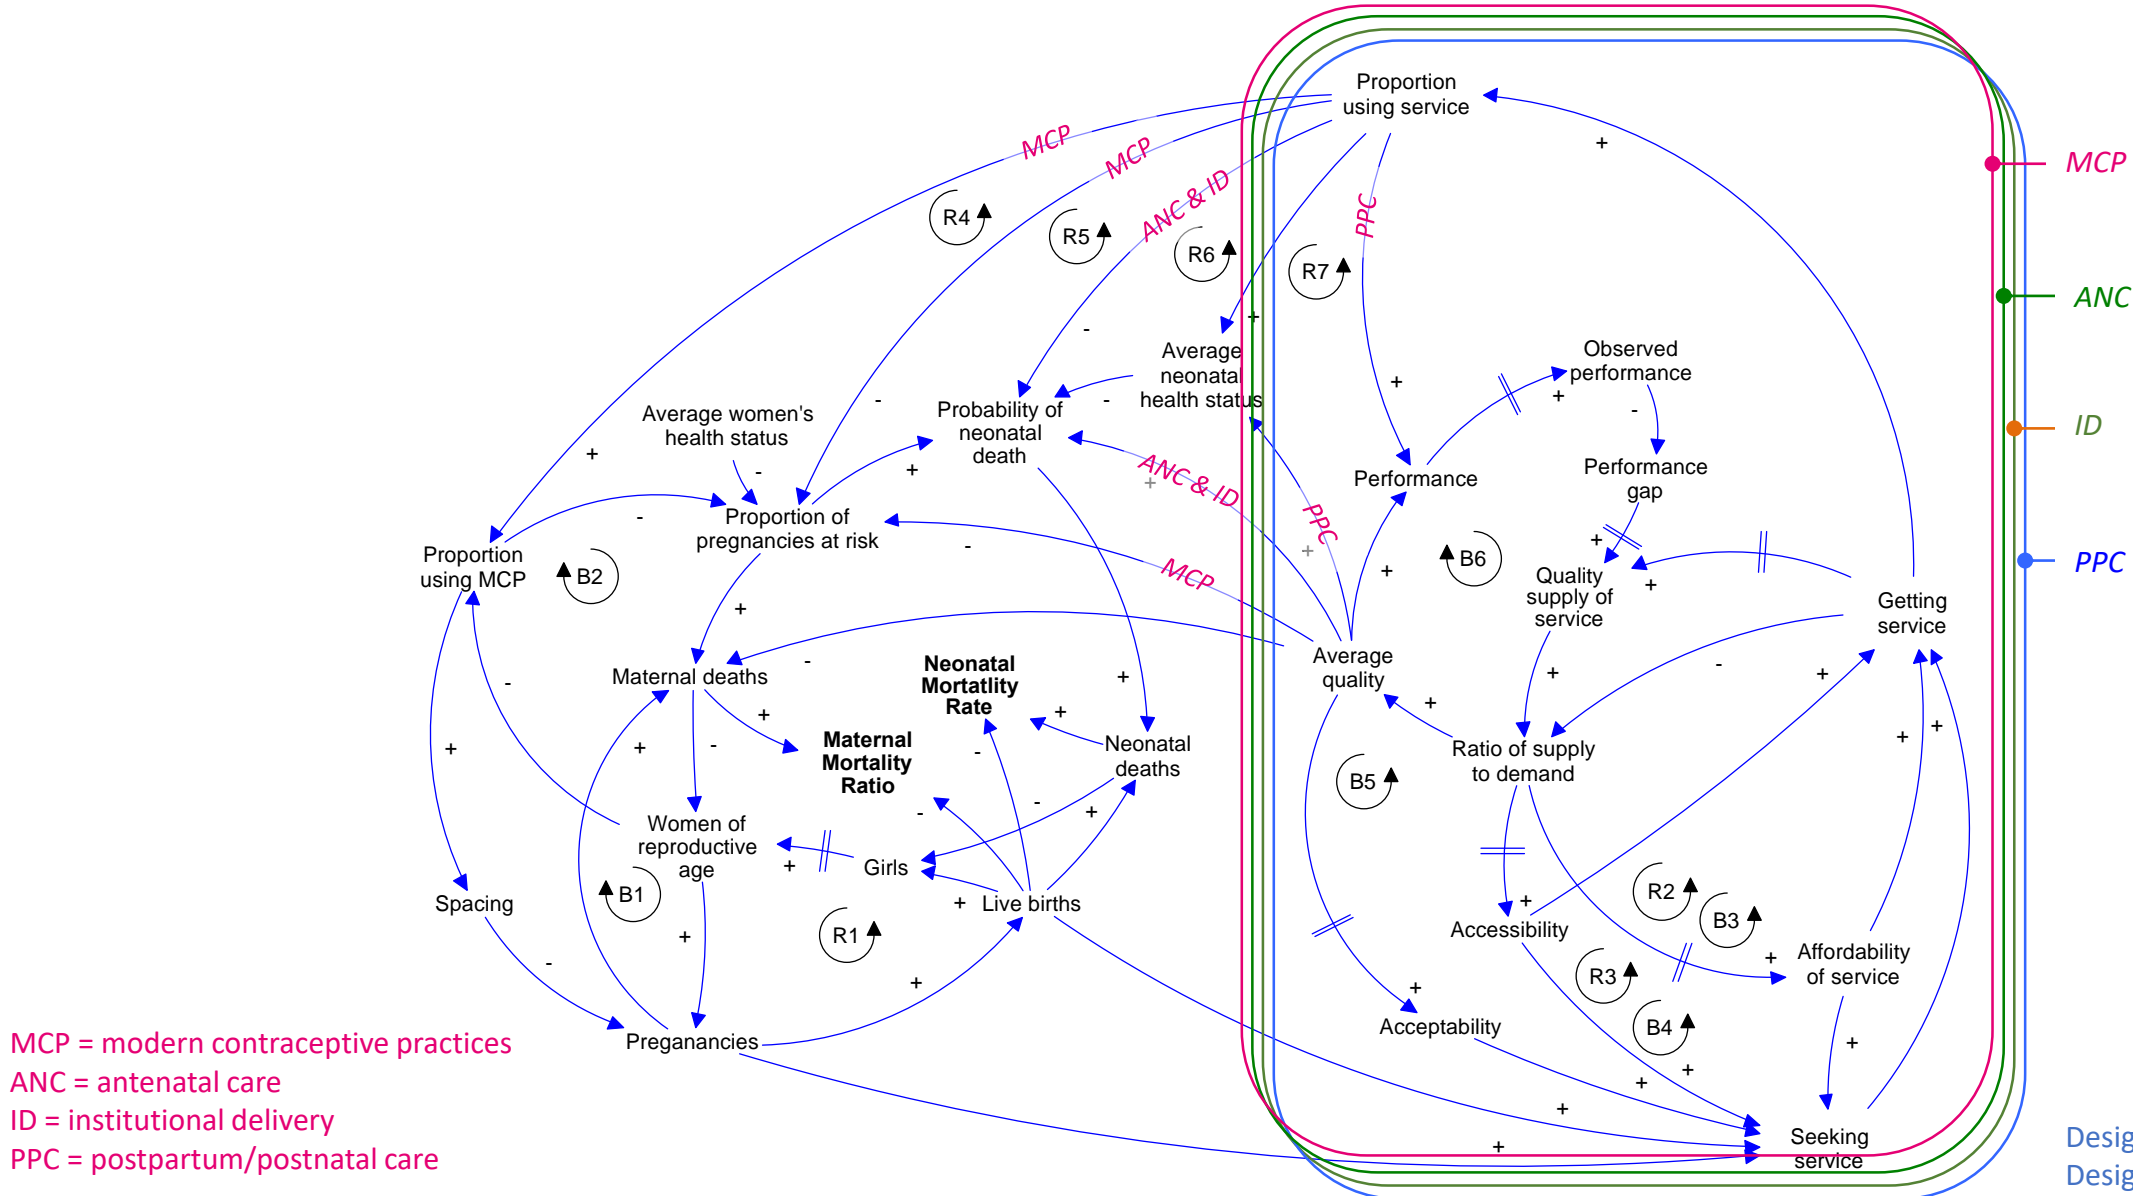 Proportion
using service
MCP
MCP
MCP
ANC & ID
PPC
+
R4
R5
R6
R7
ANC
-
+
Average
neonatal
health status
Observed
performance
+
+
-
-
-
Average women's
health status
Probability of
neonatal
death
ID
+
-
+
ANC & ID
+
Performance
Performance
gap
Proportion of
pregnancies at risk
PPC
-
-
+
+
Proportion
using MCP
B2
MCP
+
B6
Quality
supply of
service
+
PPC
Getting
service
+
Maternal deaths
-
Neonatal
Mortatlity
Rate
Average
quality
+
-
+
-
+
+
+
+
-
+
Maternal
Mortality
Ratio
-
Neonatal
deaths
Ratio of supply
to demand
+
+
B5
-
-
+
Women of
reproductive
age
+
Girls
B1
Spacing
+
Live births
R1
+
Accessibility
R2
B3
+
-
+
R3
+
Affordability
of service
+
Acceptability
B4
Preganancies
+
+
+
+
+
Seeking
service
MCP = modern contraceptive practices
ANC = antenatal care
ID = institutional delivery
PPC = postpartum/postnatal care
Desig
Desig